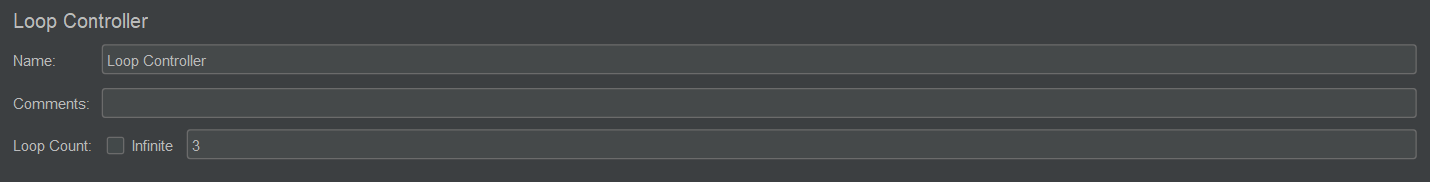 Loop Controller
Name: Loop Controller
Comments:
Loop Count: Infinite 3